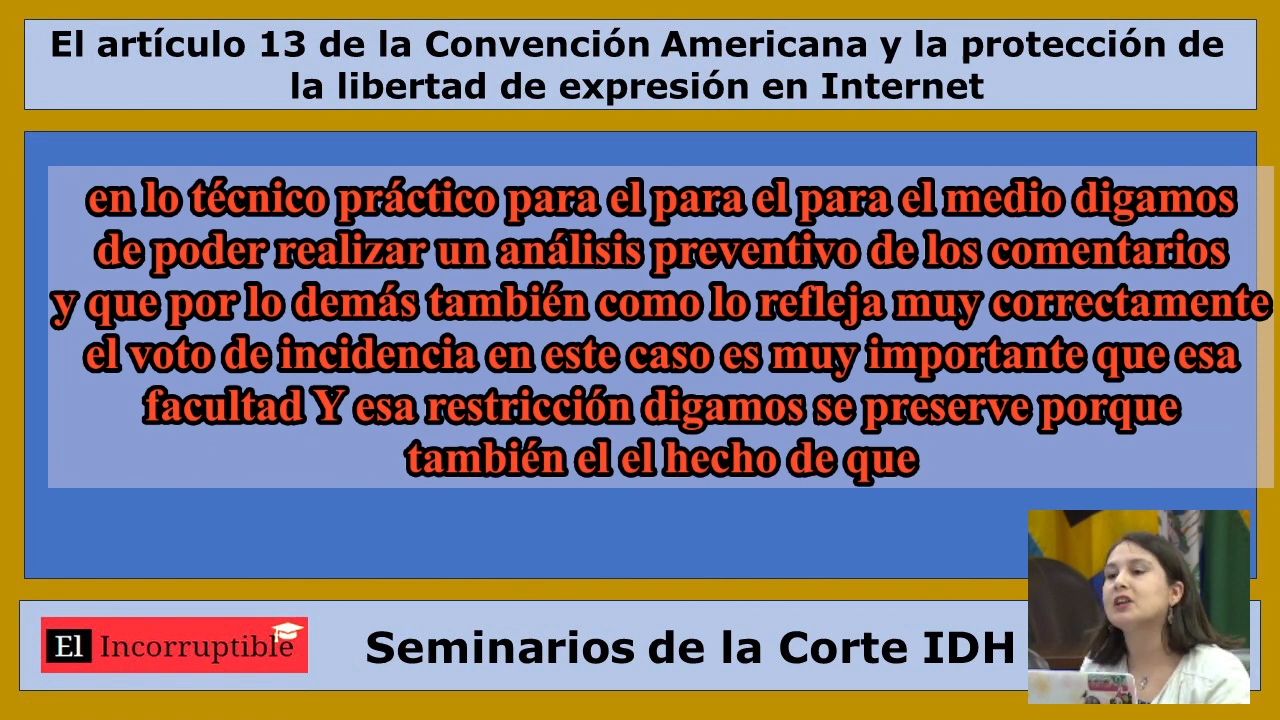 El artículo 13 de la Convención Americana y la protección de
la libertad de expresión en Internet
en lo técnico práctico para el para el para el medio digamos
de poder realizar un análisis preventivo de los comentarios
y que por lo demás también como lo refleja muy correctamente
el voto de incidencia en este caso es muy importante que esa
facultad Y esa restricción digamos se preserve porque
también el el hecho de que
El Incorruptible
Seminarios de la Corte IDH